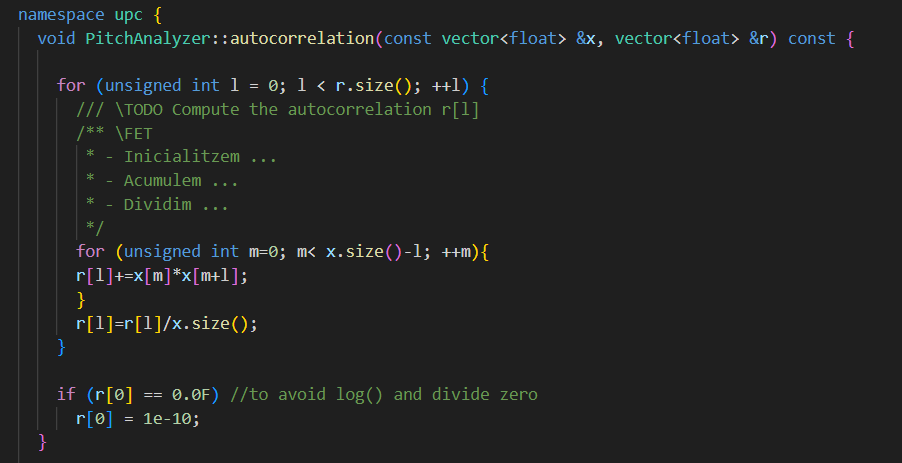 namespace upc {
void PitchAnalyzer::autocorrelation(const vector<float> &x, vector<float> &r) const {
for (unsigned int l = 0; l < r.size(); ++l) {
/// \TODO Compute the autocorrelation r[l]
/** \FET
* - Inicialitzem ...
* - Acumulem ...
* - Dividim ...
*/
for (unsigned int m=0; m< x.size()-l; ++m){
r[l]+=x[m]*x[m+l];
}
r[l]=r[l]/x.size();
}
if (r[0] == 0.0F) //to avoid log() and divide zero
r[0] = 1e-10;
}